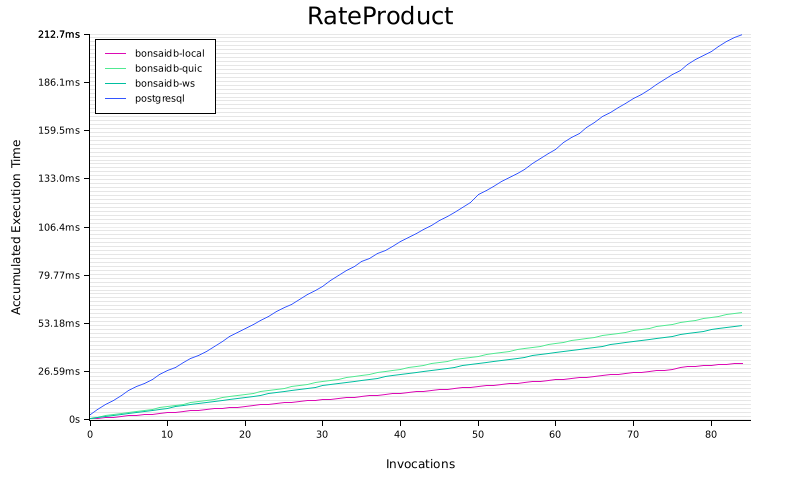 RateProduct
212.7ms
bonsaidb-local
bonsaidb-quic
bonsaidb-ws
postgresql
186.1ms
159.5ms
133.0ms
106.4ms
79.77ms
53.18ms
26.59ms
0s
Accumulated Execution Time
0 10 20 30 40 50 60 70 80
Invocations